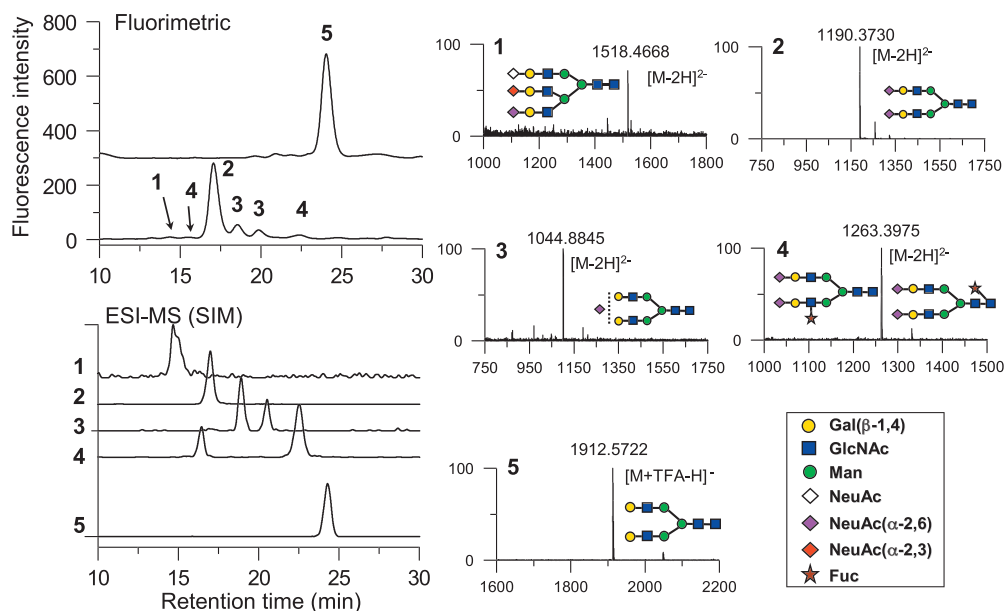 Fluorimetric
Fluorescence intensity
800
600
400
200
0
5
1
4
2
3
3
4
10 15 20 25 30
ESI-MS (SIM)
1
2
3
4
5
10 15 20 25 30
Retention time (min)
1
1518.4668
[M-2H]²⁻
100
0
1000 1200 1400 1600 1800
2
1190.3730
[M-2H]²⁻
100
0
750 950 1150 1350 1550 1750
3
1044.8845
[M-2H]²⁻
100
0
750 950 1150 1350 1550 1750
4
1263.3975
[M-2H]²⁻
100
0
1000 1100 1200 1300 1400 1500
5
1912.5722
[M+TFA-H]⁻
100
0
1600 1800 2000 2200
Gal(β-1,4)
GlcNAc
Man
NeuAc
NeuAc(α-2,6)
NeuAc(α-2,3)
Fuc